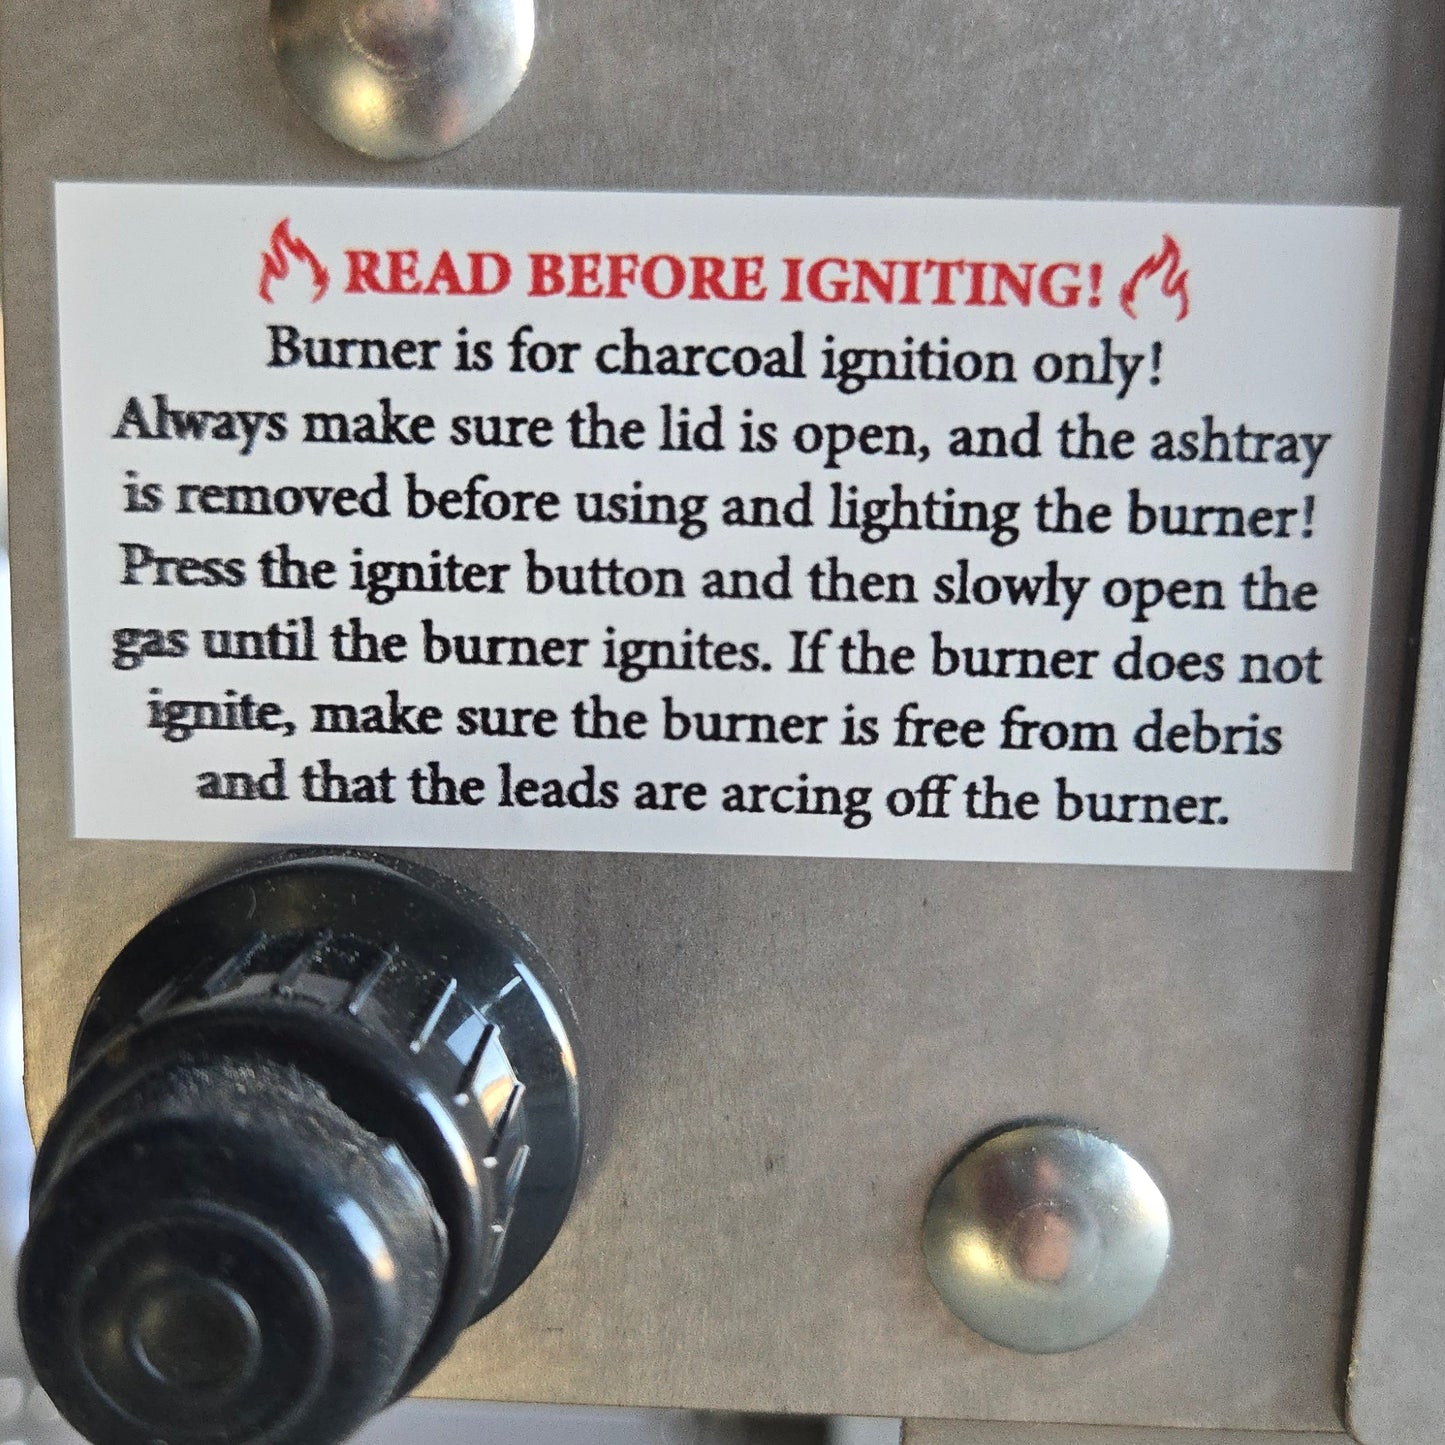 READ BEFORE IGNITING!
Burner is for charcoal ignition only!
Always make sure the lid is open, and the ashtray
is removed before using and lighting the burner!
Press the igniter button and then slowly open the
gas until the burner ignites. If the burner does not
ignite, make sure the burner is free from debris
and that the leads are arcing off the burner.